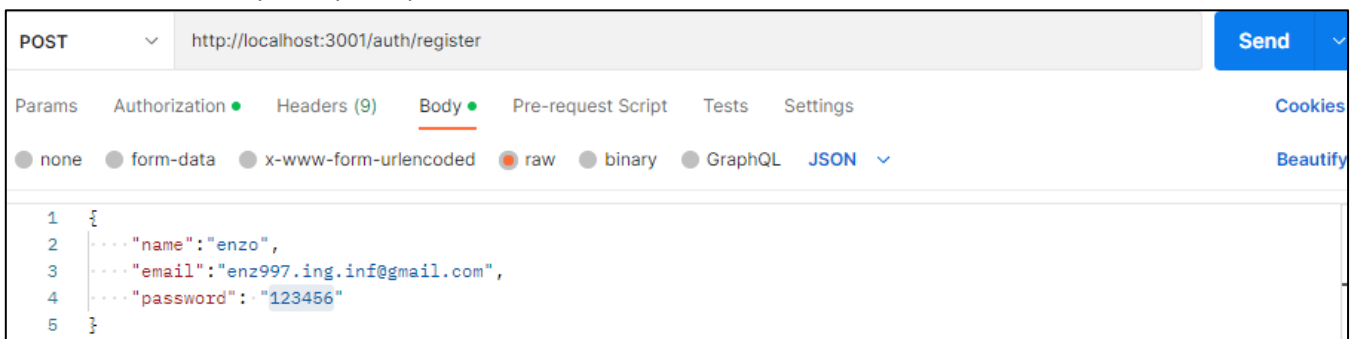 POST http://localhost:3001/auth/register Send
Params Authorization Headers (9) Body Pre-request Script Tests Settings Cookies
none form-data x-www-form-urlencoded raw binary GraphQL JSON Beautify
1 {
2 "name":"enzo",
3 "email":"enz997.ing.inf@gmail.com",
4 "password": "123456"
5 }